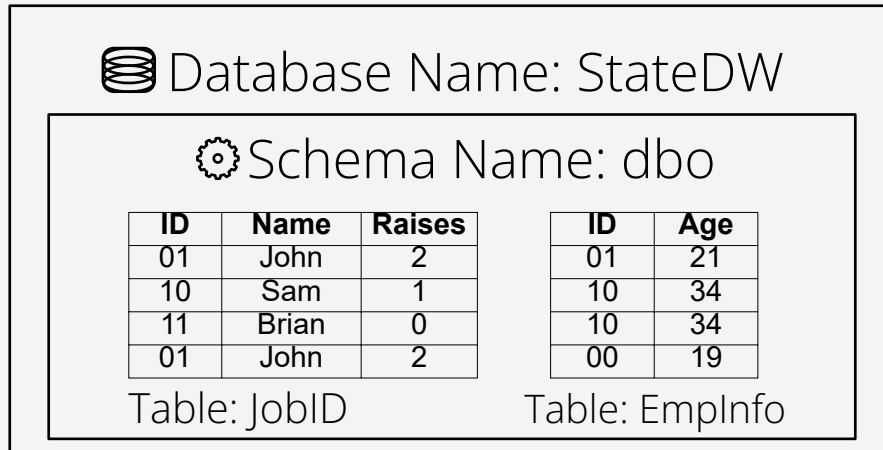 Database Name: StateDW
Schema Name: dbo
ID Name Raises
01 John 2
10 Sam 1
11 Brian 0
01 John 2
Table: JobID
ID Age
01 21
10 34
10 34
00 19
Table: EmpInfo